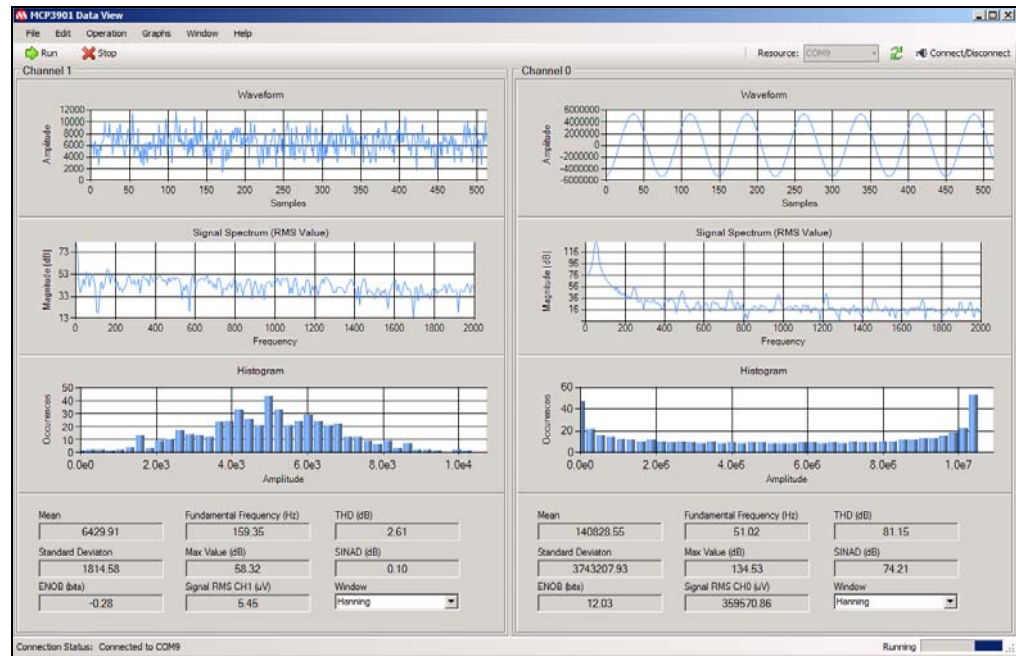 MCP3901 Data View
File Edit Operation Graphs Window Help
Run Stop Resource: COM9 Connect/Disconnect
Channel 1
Waveform
Amplitude
12000
10000
8000
6000
4000
2000
0
0 50 100 150 200 250 300 350 400 450 500
Samples
Signal Spectrum (RMS Value)
Magnitude (dB)
73
53
33
13
0 200 400 600 800 1000 1200 1400 1600 1800 2000
Frequency
Histogram
Occurences
50
40
30
20
10
0
0.0e0 2.0e3 4.0e3 6.0e3 8.0e3 1.0e4
Amplitude
Mean Fundamental Frequency (Hz) THD (dB)
6429.91 159.35 2.61
Standard Deviaton Max Value (dB) SINAD (dB)
1814.58 58.32 0.10
ENOB (bits) Signal RMS CH1 (uV) Window
-0.28 5.45 Hanning
Channel 0
Waveform
Amplitude
6000000
4000000
2000000
0
-2000000
-4000000
-6000000
0 50 100 150 200 250 300 350 400 450 500
Samples
Signal Spectrum (RMS Value)
Magnitude (dB)
116
96
76
56
36
16
0 200 400 600 800 1000 1200 1400 1600 1800 2000
Frequency
Histogram
Occurences
60
40
20
0
0.0e0 2.0e6 4.0e6 6.0e6 8.0e6 1.0e7
Amplitude
Mean Fundamental Frequency (Hz) THD (dB)
140828.55 51.02 81.15
Standard Deviaton Max Value (dB) SINAD (dB)
3743207.93 134.53 74.21
ENOB (bits) Signal RMS CH0 (uV) Window
12.03 359570.86 Hanning
Connection Status: Connected to COM9 Running